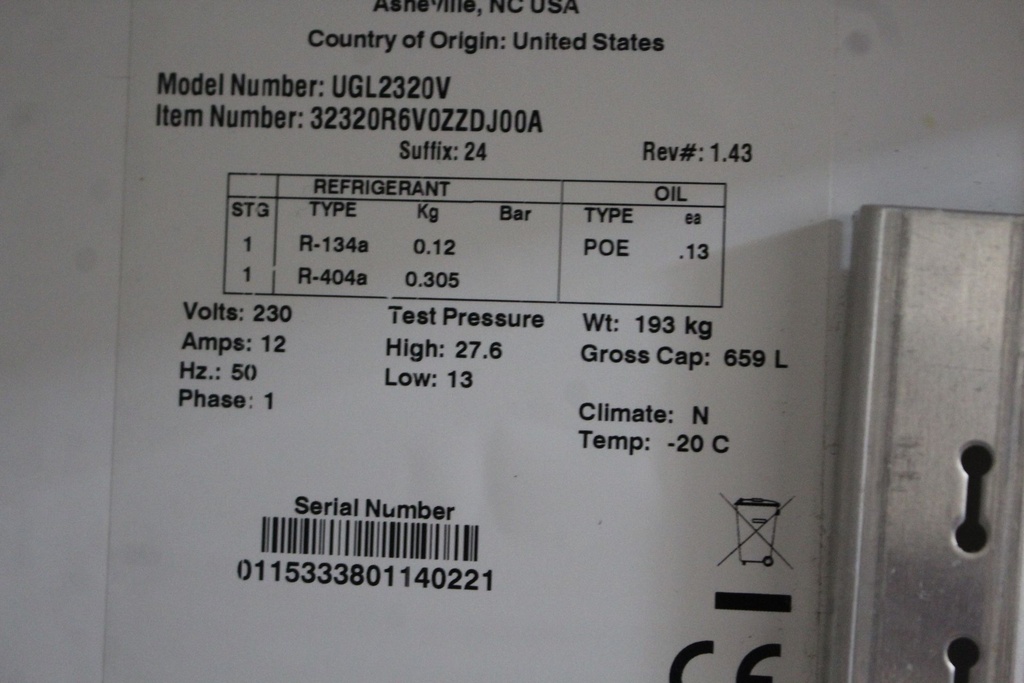 Asheville, NC USA
Country of Origin: United States
Model Number: UGL2320V
Item Number: 32320R6V0ZZDJ00A
Suffix: 24 Rev#: 1.43
REFRIGERANT OIL
STG TYPE Kg Bar TYPE ea
1 R-134a 0.12 POE .13
1 R-404a 0.305
Volts: 230 Test Pressure Wt: 193 kg
Amps: 12 High: 27.6 Gross Cap: 659 L
Hz.: 50 Low: 13
Phase: 1 Climate: N
Temp: -20 C
Serial Number
0115333801140221
CE